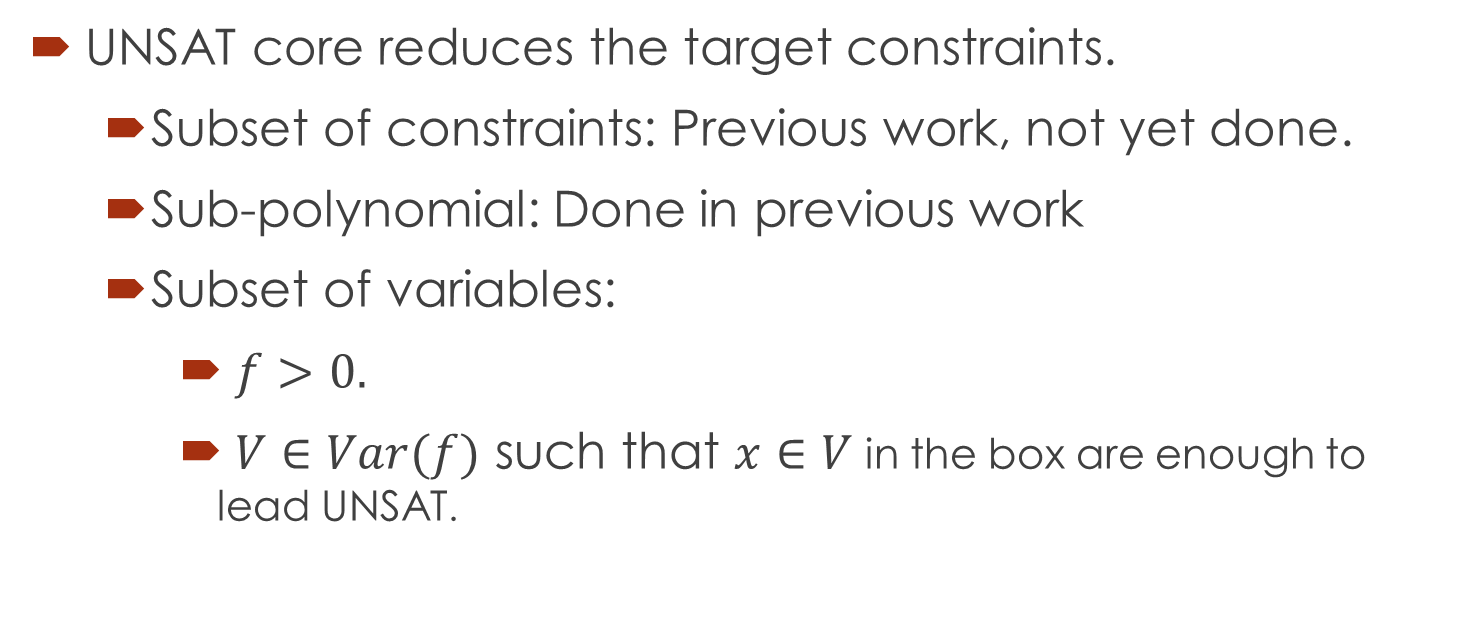 UNSAT core reduces the target constraints.
Subset of constraints: Previous work, not yet done.
Sub-polynomial: Done in previous work
Subset of variables:
f > 0.
V ∈ Var(f) such that x ∈ V in the box are enough to
lead UNSAT.